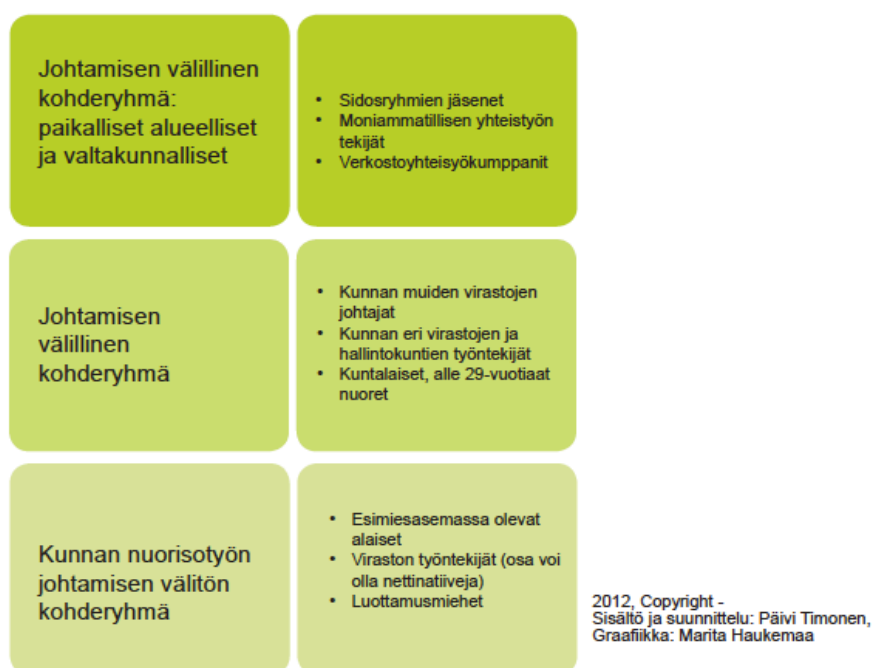 Johtamisen välillinen
kohderyhmä:
paikalliset alueelliset
ja valtakunnalliset
• Sidosryhmien jäsenet
• Moniammatillisen yhteistyön
tekijät
• Verkostoyhteisyökumppanit
Johtamisen
välillinen
kohderyhmä
• Kunnan muiden virastojen
johtajat
• Kunnan eri virastojen ja
hallintokuntien työntekijät
• Kuntalaiset, alle 29-vuotiaat
nuoret
Kunnan nuorisotyön
johtamisen välitön
kohderyhmä
• Esimiesasemassa olevat
alaiset
• Viraston työntekijät (osa voi
olla nettinatiiveja)
• Luottamusmiehet
2012, Copyright -
Sisältö ja suunnittelu: Päivi Timonen,
Graafiikka: Marita Haukemaa